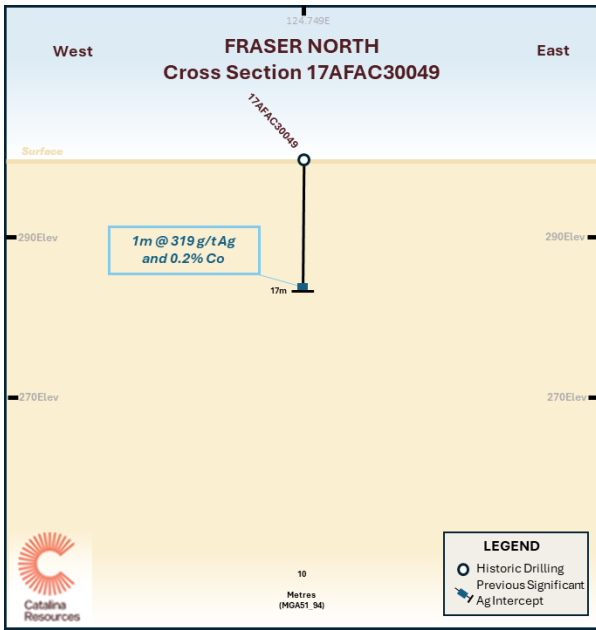 124.749E
West
FRASER NORTH
East
Cross Section 17AFAC30049
17AFAC30049
Surface
290Elev
290Elev
1m @ 319 g/t Ag
and 0.2% Co
17m
270Elev
270Elev
LEGEND
Historic Drilling
Previous Significant
Ag Intercept
10
Metres
(MGA51_94)
Catalina
Resources